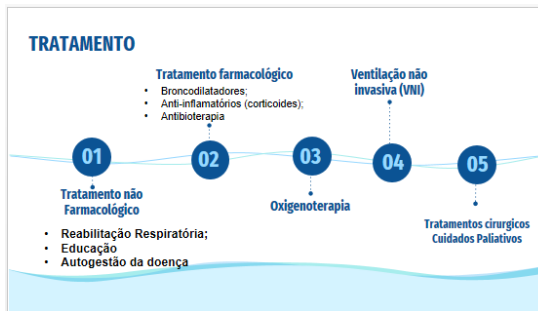 TRATAMENTO
01
Tratamento não
Farmacológico
• Reabilitação Respiratória;
• Educação
• Autogestão da doença
Tratamento farmacológico
• Broncodilatadores;
• Anti-inflamatórios (corticoides);
• Antibioterapia
02
03
Oxigenoterapia
Ventilação não
invasiva (VNI)
04
05
Tratamentos cirurgicos
Cuidados Paliativos